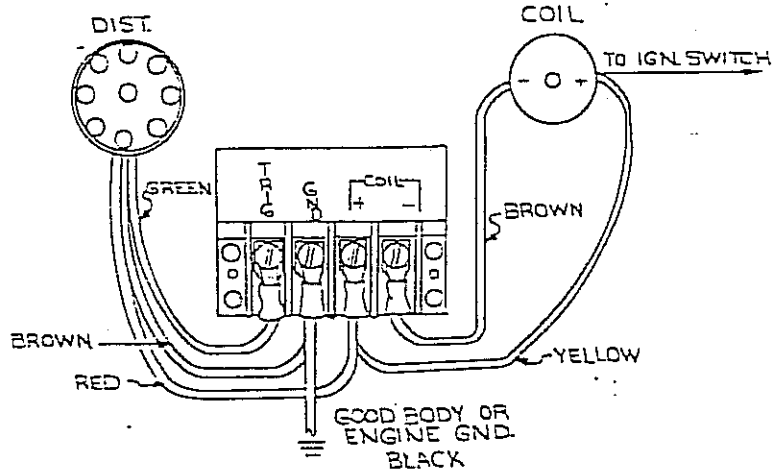 DIST.
COIL
TO IGN. SWITCH
- +
GREEN
TRIG
GND
COIL
+ -
BROWN
BROWN
YELLOW
RED
GOOD BODY OR
ENGINE GND.
BLACK